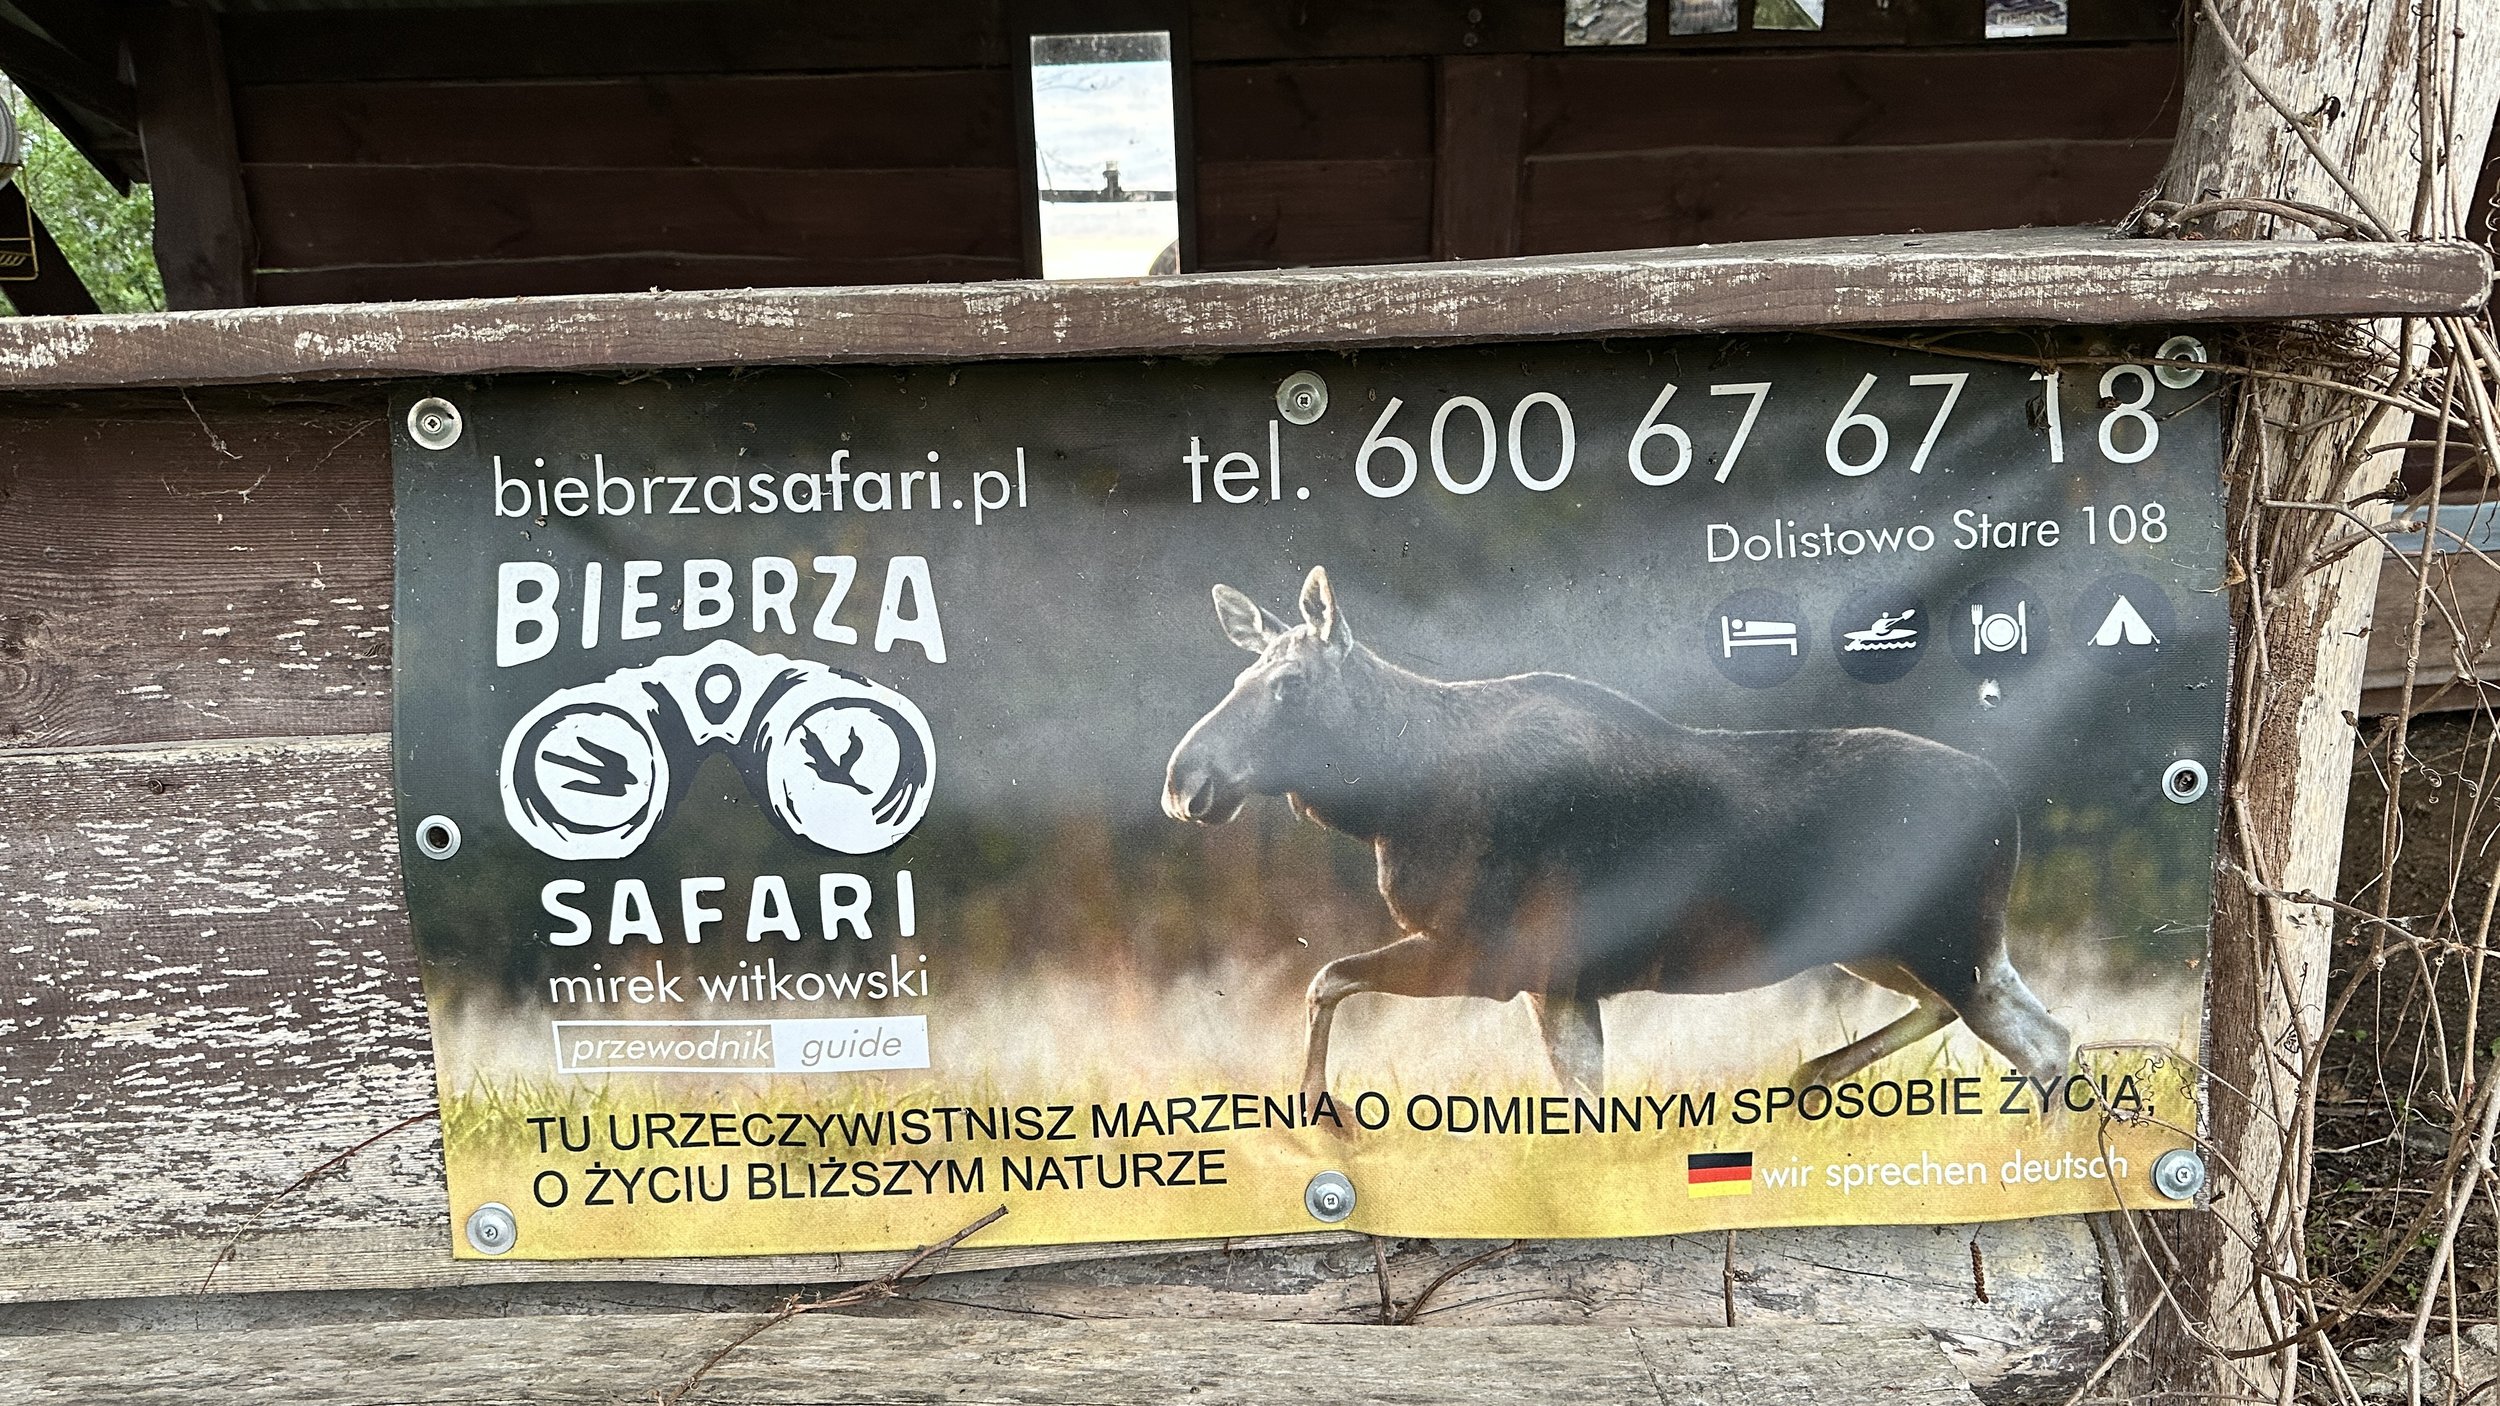 biebrzasafari.pl
tel. 600 67 67 18
Dolistowo Stare 108
BIEBRZA
SAFARI
mirek witkowski
przewodnik guide
TU URZECZYWISTNISZ MARZENIA O ODMIENNYM SPOSOBIE ŻYCIA,
O ŻYCIU BLIŻSZYM NATURZE
wir sprechen deutsch